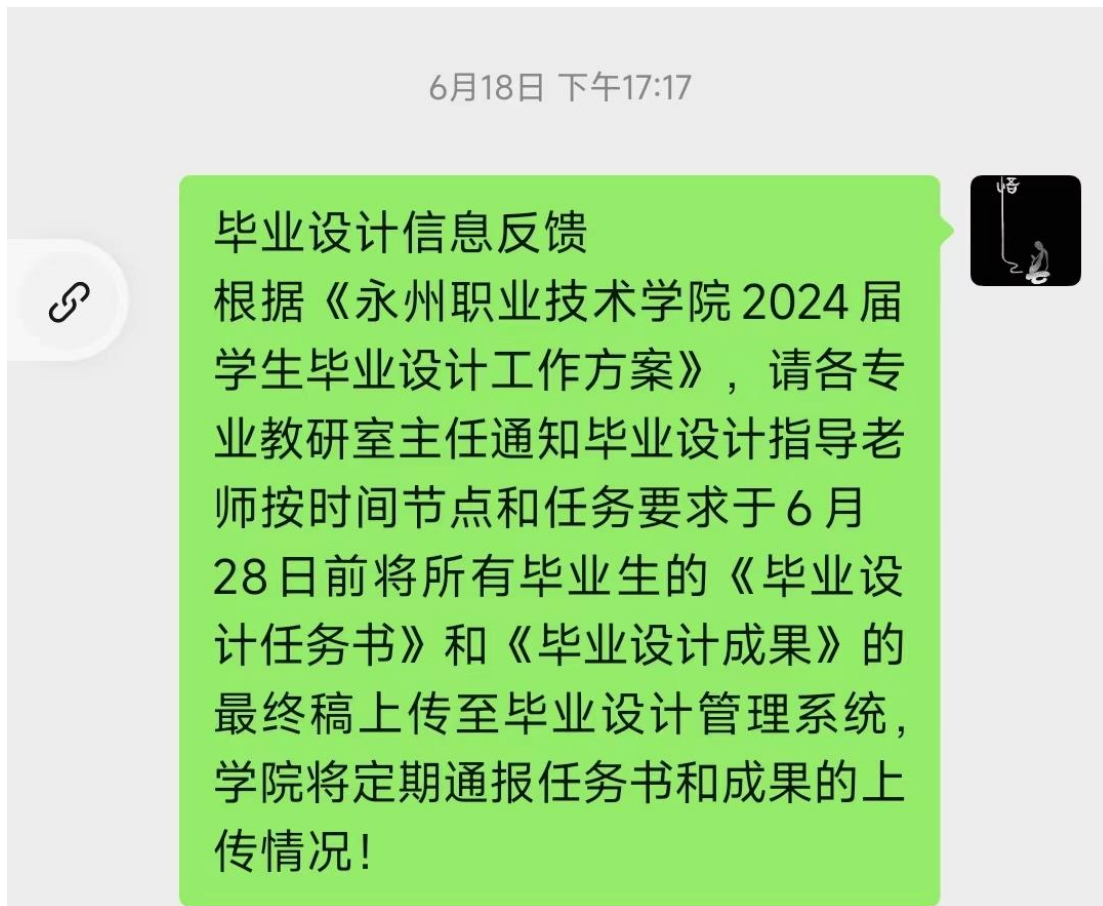 6月18日 下午17:17
悟
毕业设计信息反馈
根据《永州职业技术学院2024届
学生毕业设计工作方案》，请各专
业教研室主任通知毕业设计指导老
师按时间节点和任务要求于6月
28日前将所有毕业生的《毕业设
计任务书》和《毕业设计成果》的
最终稿上传至毕业设计管理系统，
学院将定期通报任务书和成果的上
传情况！